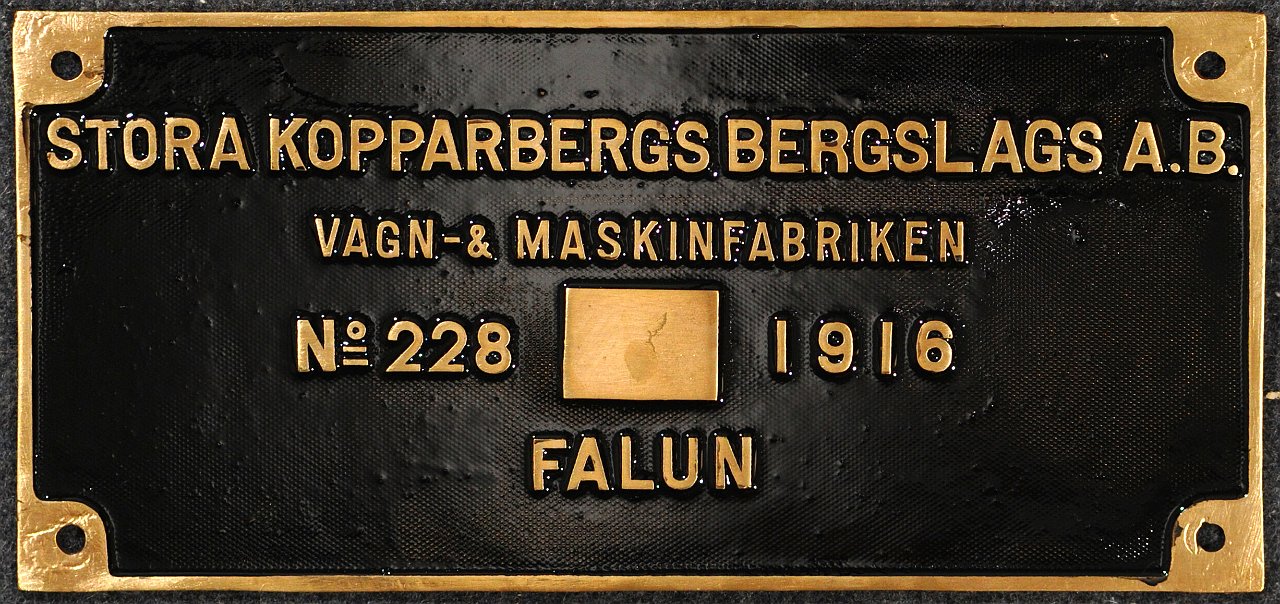 STORA KOPPARBERGS BERGSLAGS A.B.
VAGN-& MASKINFABRIKEN
Nº 228 1916
FALUN